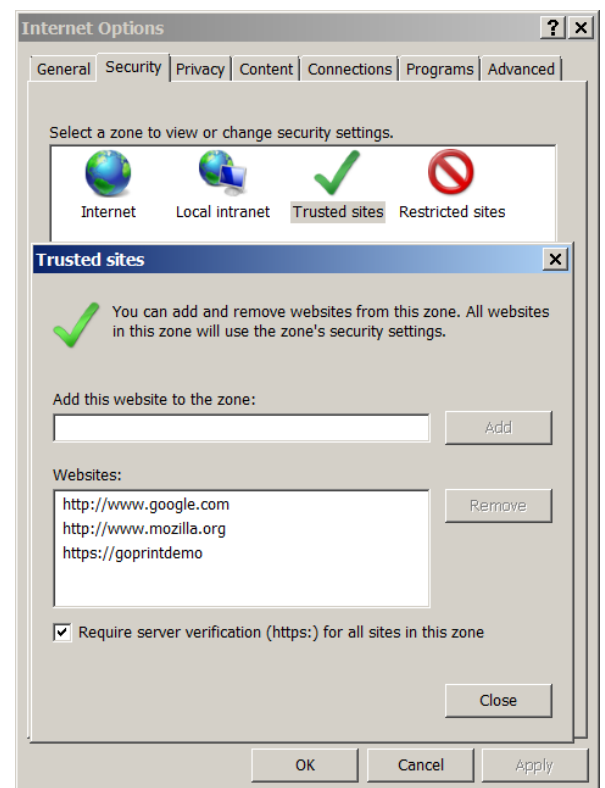 Internet Options
General Security Privacy Content Connections Programs Advanced
Select a zone to view or change security settings.
Internet Local intranet Trusted sites Restricted sites
Trusted sites
You can add and remove websites from this zone. All websites
in this zone will use the zone's security settings.
Add this website to the zone:
Add
Websites:
http://www.google.com
http://www.mozilla.org
https://goprintdemo
Remove
Require server verification (https:) for all sites in this zone
Close
OK Cancel Apply